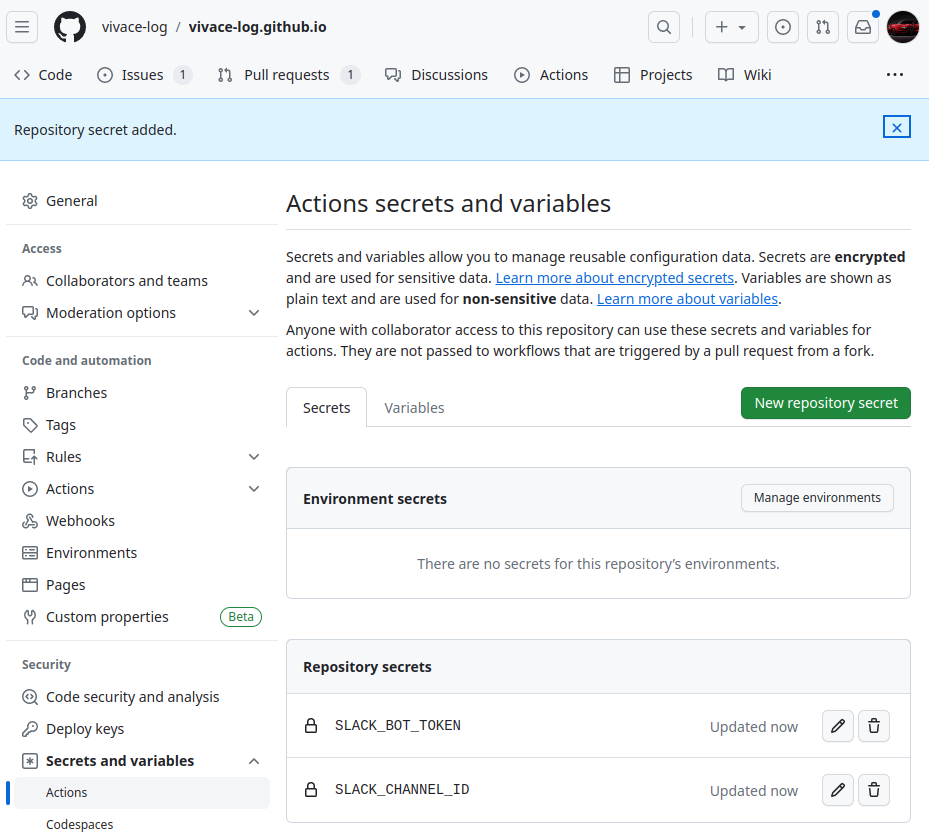 vivace-log / vivace-log.github.io
Code
Issues 1
Pull requests 1
Discussions
Actions
Projects
Wiki
Repository secret added.
General
Access
Collaborators and teams
Moderation options
Code and automation
Branches
Tags
Rules
Actions
Webhooks
Environments
Pages
Custom properties Beta
Security
Code security and analysis
Deploy keys
Secrets and variables
Actions
Codespaces
Actions secrets and variables
Secrets and variables allow you to manage reusable configuration data. Secrets are encrypted
and are used for sensitive data. Learn more about encrypted secrets. Variables are shown as
plain text and are used for non-sensitive data. Learn more about variables.
Anyone with collaborator access to this repository can use these secrets and variables for
actions. They are not passed to workflows that are triggered by a pull request from a fork.
Secrets
Variables
New repository secret
Environment secrets
Manage environments
There are no secrets for this repository’s environments.
Repository secrets
SLACK_BOT_TOKEN Updated now
SLACK_CHANNEL_ID Updated now